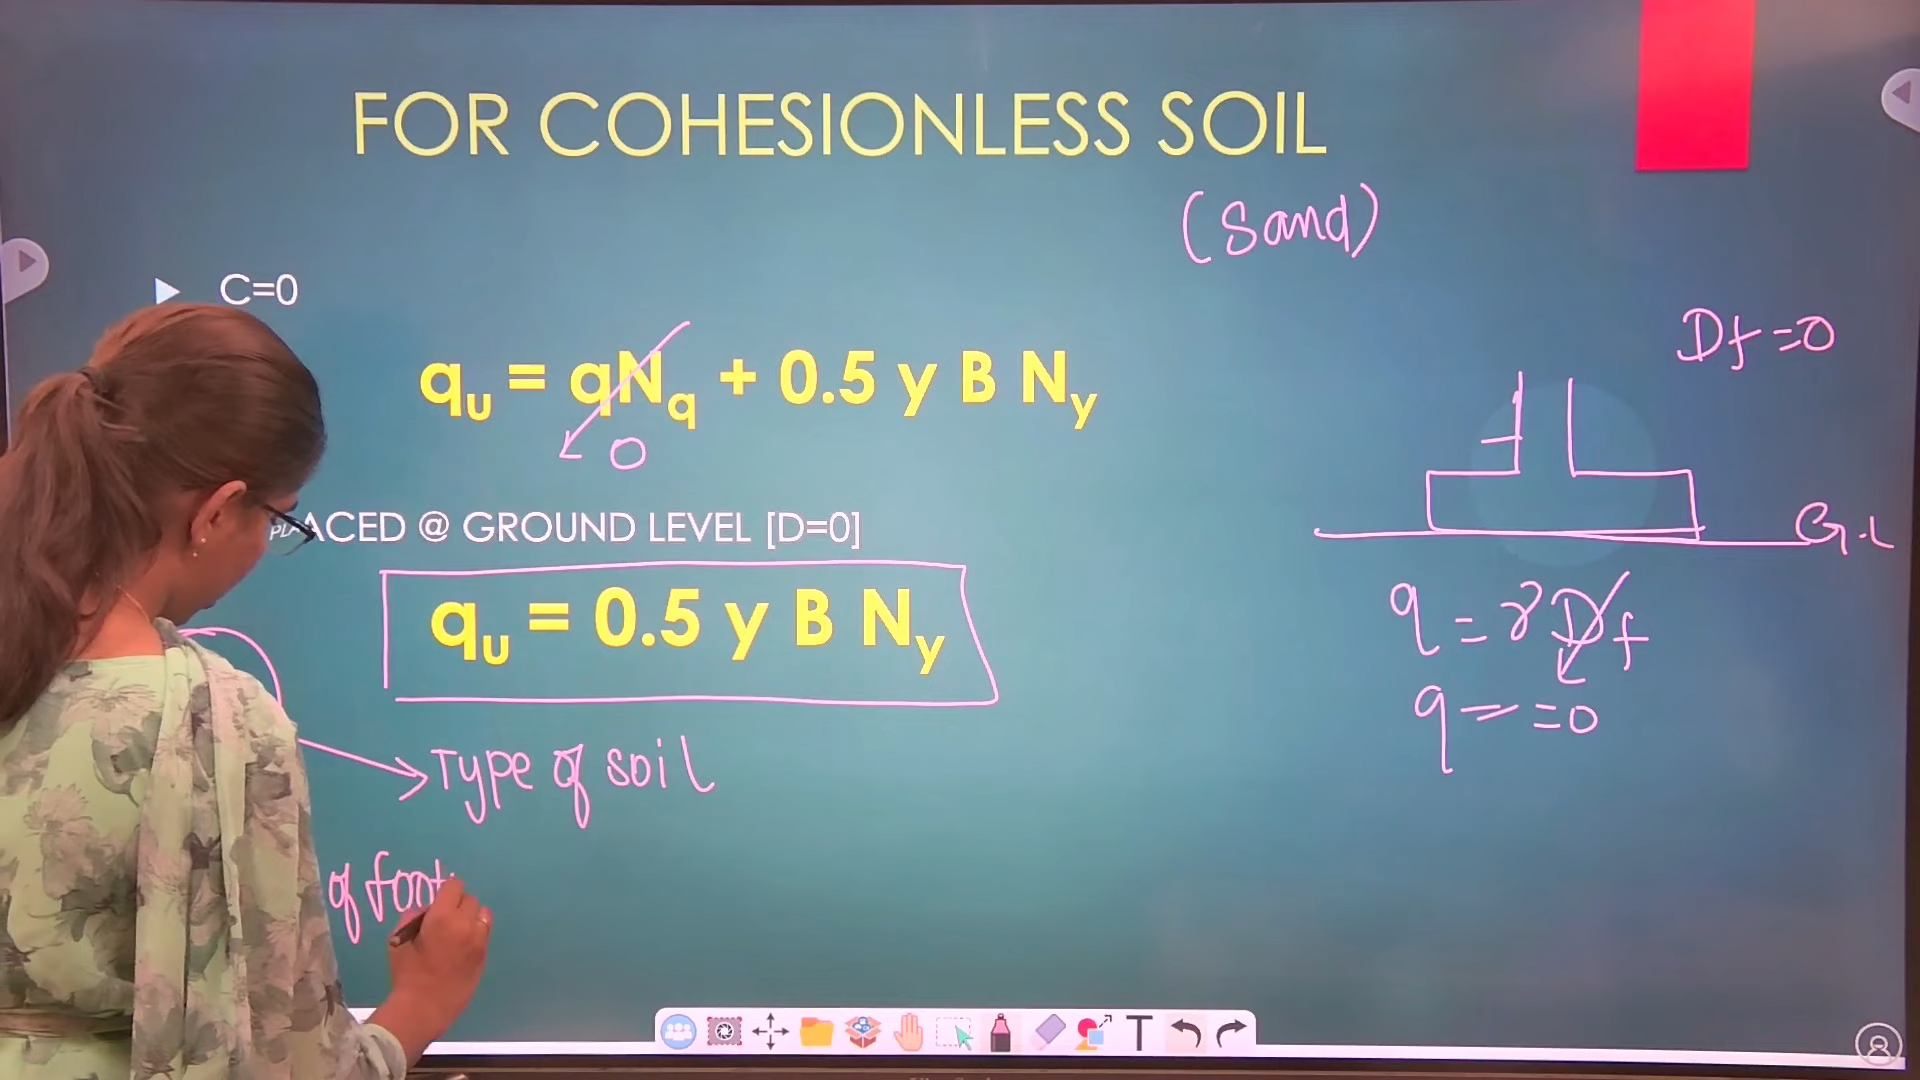 FOR COHESIONLESS SOIL
(Sand)
C=0
Df=0
qu = qNq + 0.5 y B Ny
0
PLACED @ GROUND LEVEL [D=0]
G.L
qu = 0.5 y B Ny
q = γDf
q = 0
Type of soil
of foot
T